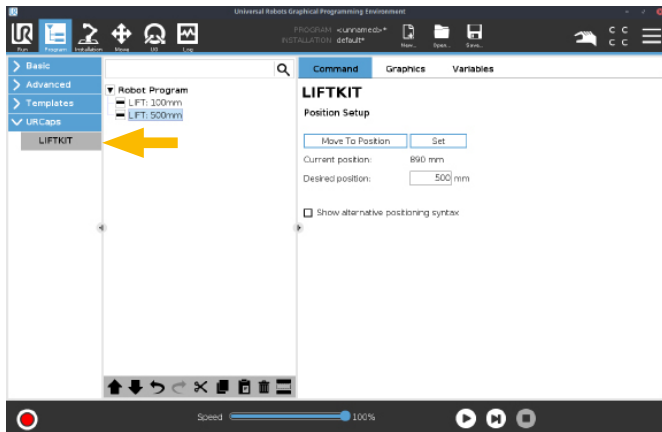 Universal Robots Graphical Programming Environment
UR
Run
Program
Installation
Move
I/O
Log
PROGRAM <unnamed>*
INSTALLATION default*
New...
Open...
Save...
C C
C C
Basic
Advanced
Templates
URCaps
LIFTKIT
Robot Program
LIFT: 100mm
LIFT: 500mm
Command Graphics Variables
LIFTKIT
Position Setup
Move To Position Set
Current position: 890 mm
Desired position: 500 mm
Show alternative positioning syntax
Speed 100%